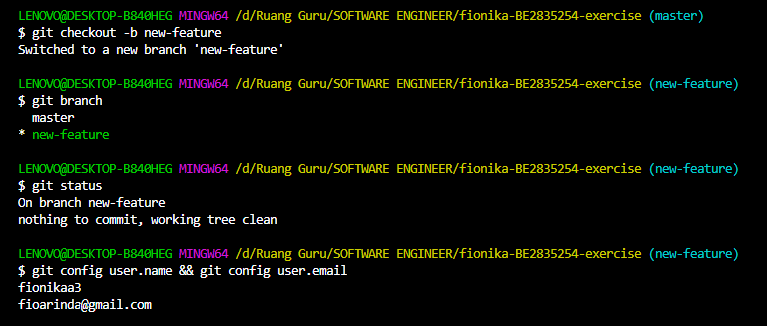 LENOVO@DESKTOP-B840HEG MINGW64 /d/Ruang Guru/SOFTWARE ENGINEER/fionika-BE2835254-exercise (master)
$ git checkout -b new-feature
Switched to a new branch 'new-feature'
LENOVO@DESKTOP-B840HEG MINGW64 /d/Ruang Guru/SOFTWARE ENGINEER/fionika-BE2835254-exercise (new-feature)
$ git branch
  master
* new-feature
LENOVO@DESKTOP-B840HEG MINGW64 /d/Ruang Guru/SOFTWARE ENGINEER/fionika-BE2835254-exercise (new-feature)
$ git status
On branch new-feature
nothing to commit, working tree clean
LENOVO@DESKTOP-B840HEG MINGW64 /d/Ruang Guru/SOFTWARE ENGINEER/fionika-BE2835254-exercise (new-feature)
$ git config user.name && git config user.email
fionikaa3
fioarinda@gmail.com